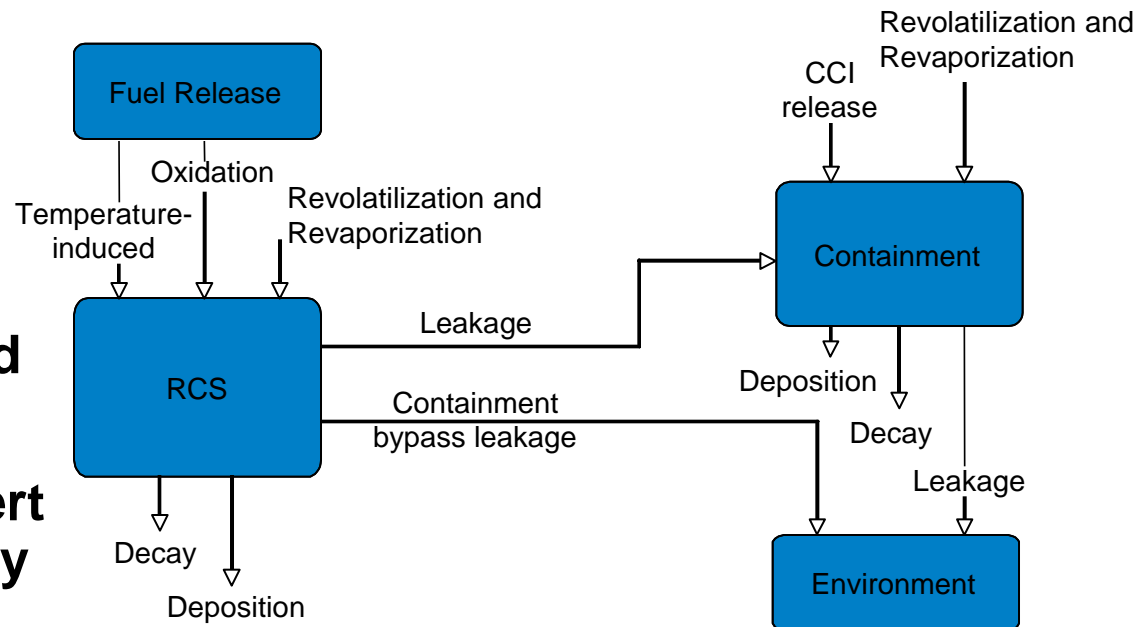 Revolatilization and
Revaporization
Fuel Release
CCI
release
Oxidation
Temperature-
induced
Revolatilization and
Revaporization
Containment
Leakage
d
RCS
Deposition
Containment
bypass leakage
Decay
Leakage
ert
y
Decay
Environment
Deposition